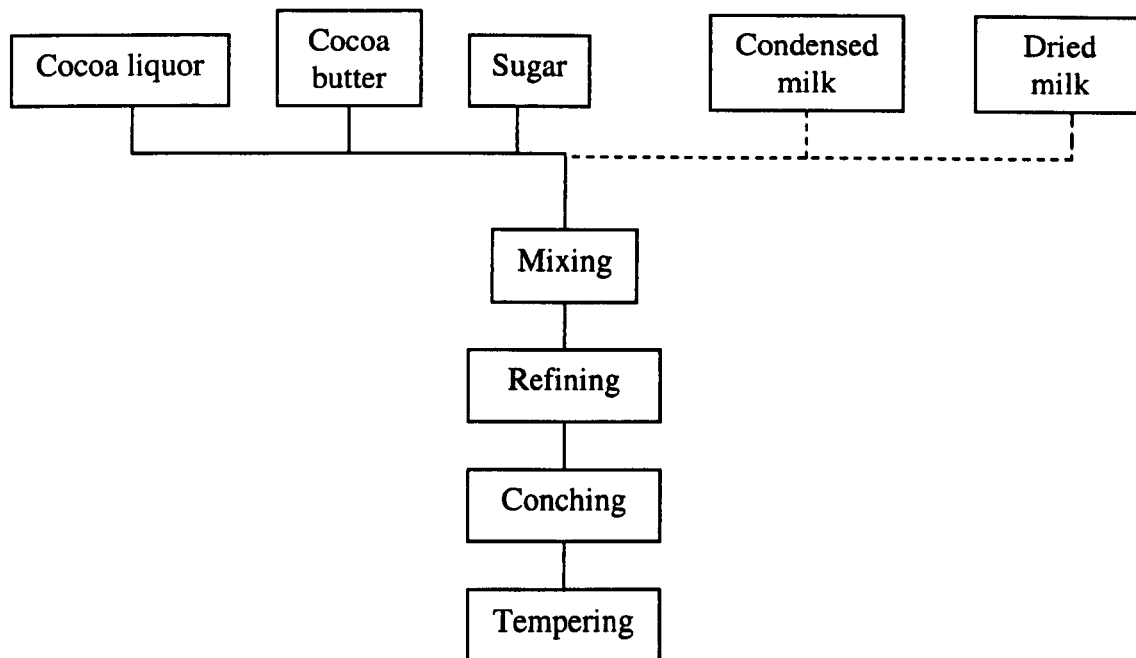 Cocoa liquor
Cocoa
butter
Sugar
Condensed
milk
Dried
milk
Mixing
Refining
Conching
Tempering